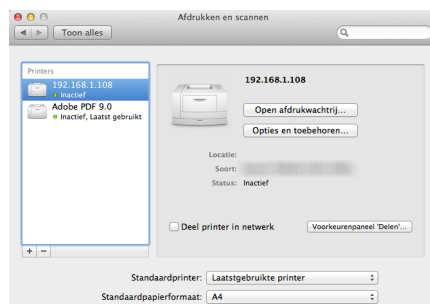 Afdrukken en scannen
Toon alles
Printers
192.168.1.108
Inactief
Adobe PDF 9.0
Inactief, Laatst gebruikt
192.168.1.108
Open afdrukwachtrij...
Opties en toebehoren...
Locatie:
Soort:
Status: Inactief
Deel printer in netwerk
Voorkeurenpaneel 'Delen'...
+ −
Standaardprinter: Laatstgebruikte printer
Standaardpapierformaat: A4